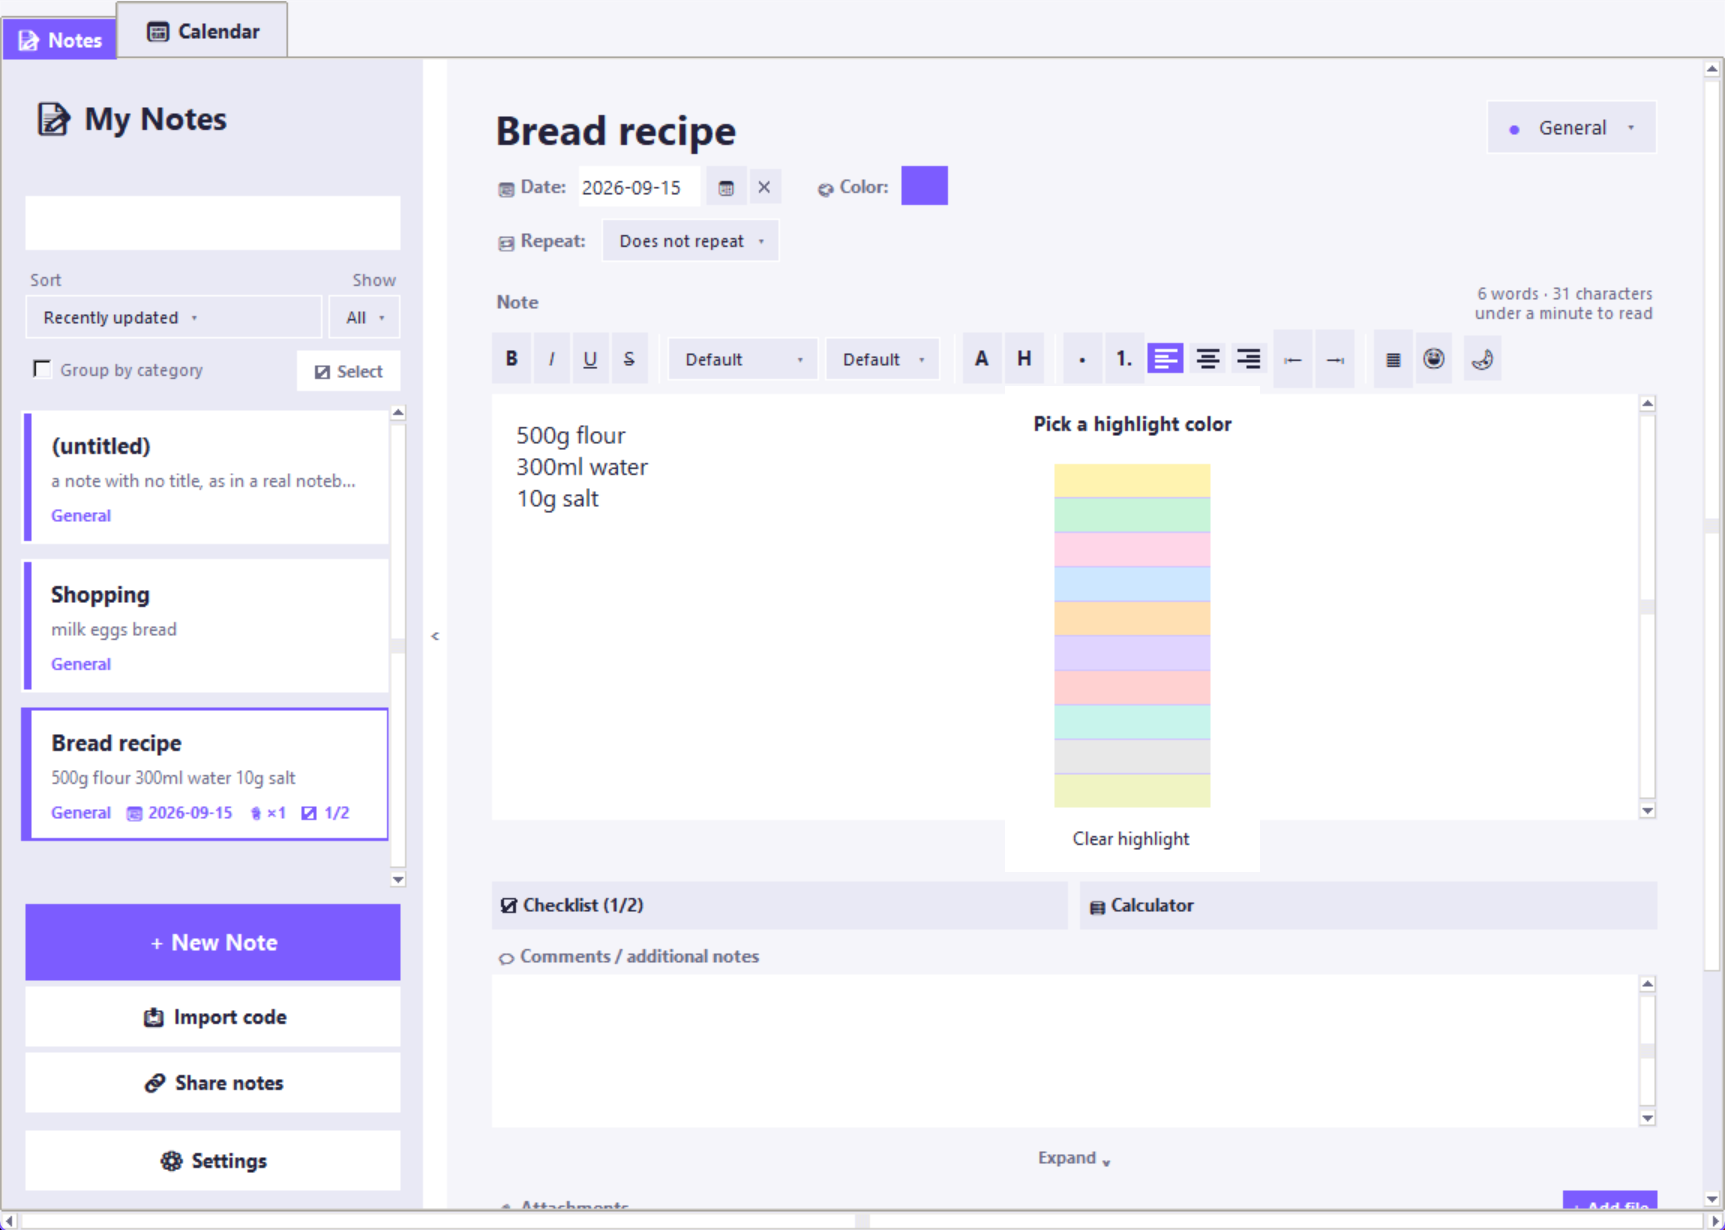 Notes
Calendar
My Notes
Sort
Show
Recently updated
All
Group by category
Select
(untitled)
a note with no title, as in a real noteb...
General
Shopping
milk eggs bread
General
Bread recipe
500g flour 300ml water 10g salt
General 2026-09-15 ×1 1/2
+ New Note
Import code
Share notes
Settings
<
Bread recipe
General
Date: 2026-09-15 × Color:
Repeat: Does not repeat
Note
6 words · 31 characters
under a minute to read
B I U S Default Default A H • 1.
500g flour
300ml water
10g salt
Pick a highlight color
Clear highlight
Checklist (1/2)
Calculator
Comments / additional notes
Expand
Attachments
+ Add file